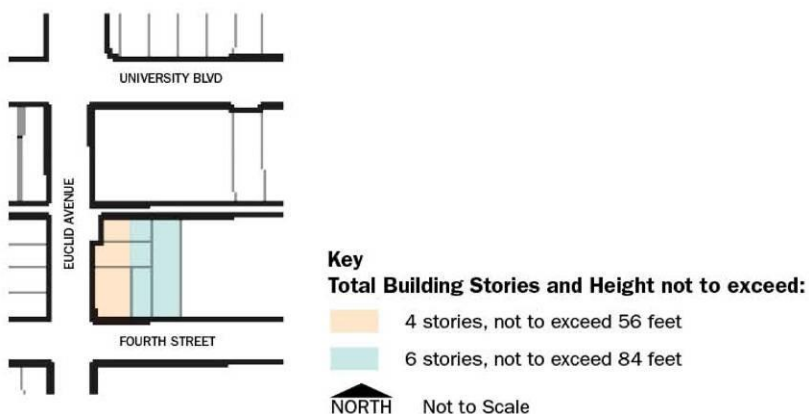 UNIVERSITY BLVD
EUCLID AVENUE
FOURTH STREET
Key
Total Building Stories and Height not to exceed:
4 stories, not to exceed 56 feet
6 stories, not to exceed 84 feet
NORTH Not to Scale